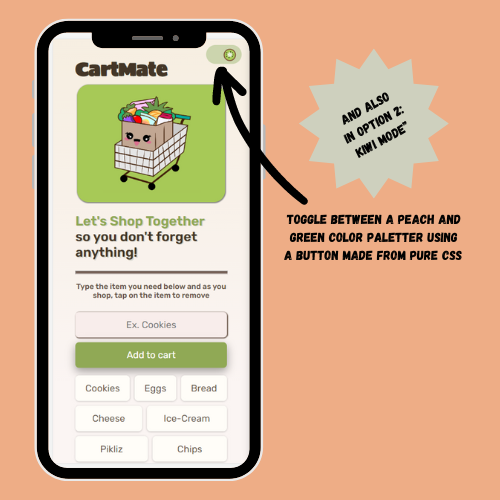 CartMate
Let's Shop Together
so you don't forget
anything!
Type the item you need below and as you
shop, tap on the item to remove
Ex. Cookies
Add to cart
Cookies Eggs Bread
Cheese Ice-Cream
Pikliz Chips
AND ALSO
IN OPTION 2:
KIWI MODE"
TOGGLE BETWEEN A PEACH AND
GREEN COLOR PALETTER USING
A BUTTON MADE FROM PURE CSS